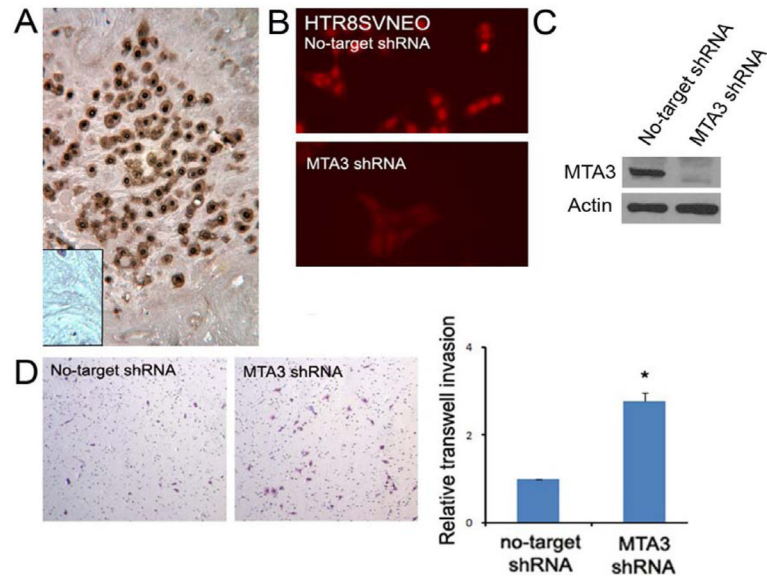 A
B
HTR8SVNEO
No-target shRNA
MTA3 shRNA
C
No-target shRNA
MTA3 shRNA
MTA3
Actin
D
No-target shRNA
MTA3 shRNA
Relative transwell invasion
4
2
0
*
no-target
shRNA
MTA3
shRNA